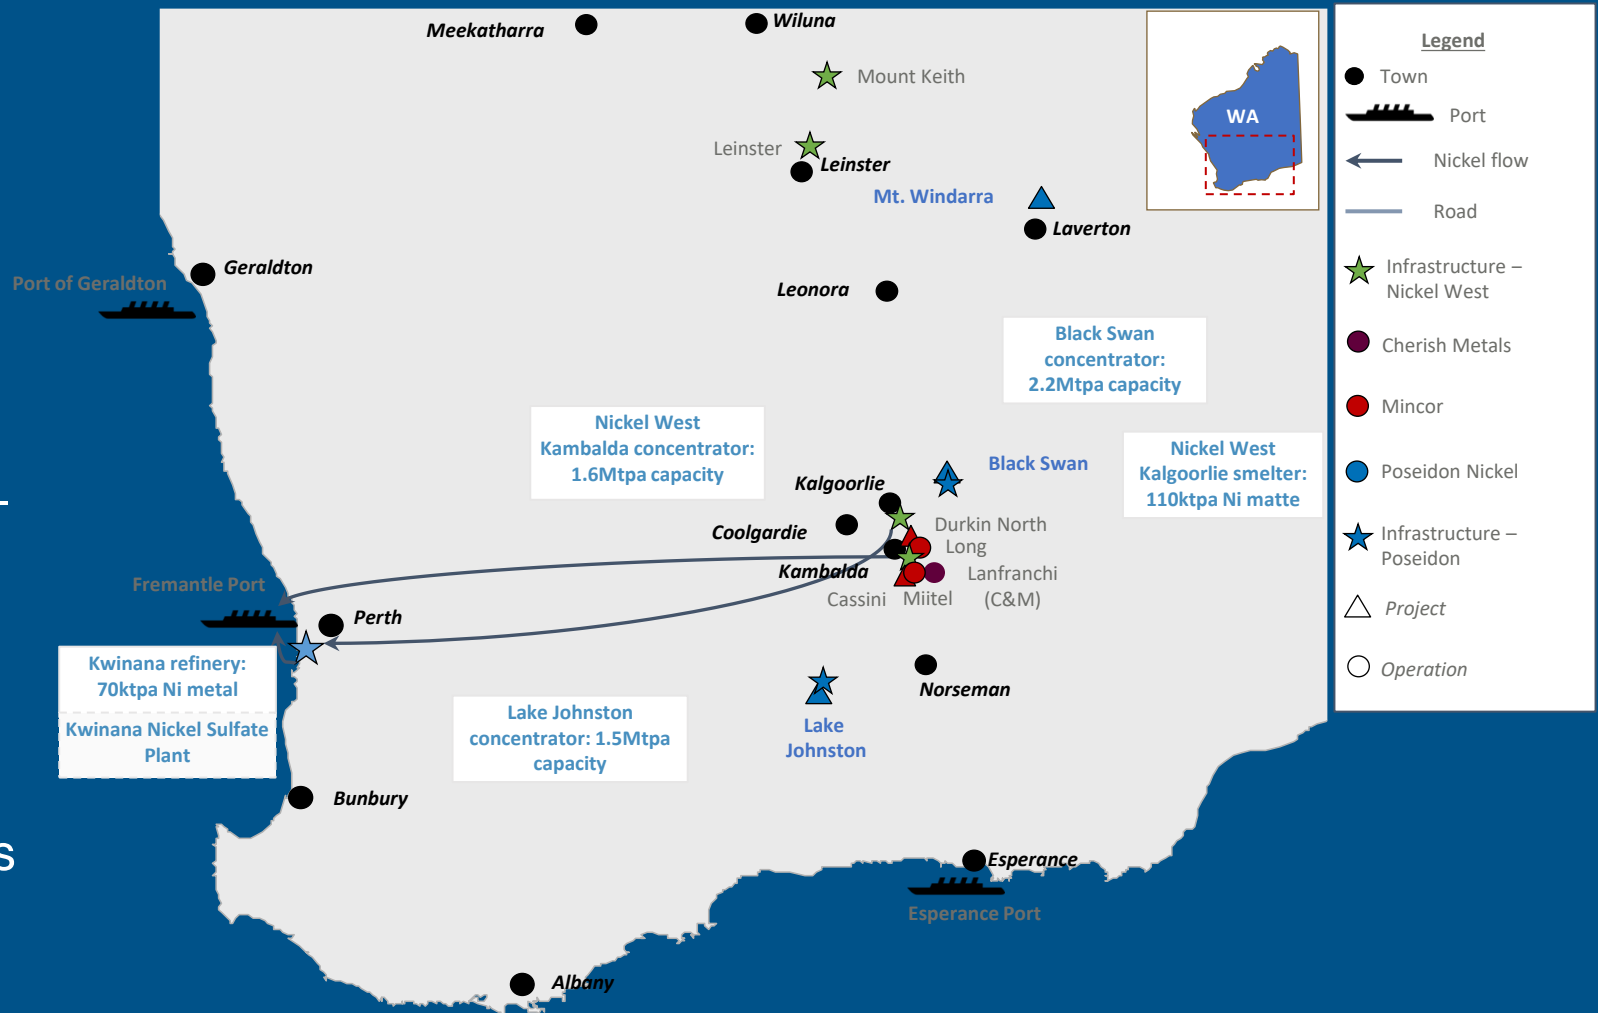 Meekatharra
Wiluna
Mount Keith
Leinster
Leinster
Mt. Windarra
Laverton
Geraldton
Port of Geraldton
Leonora
Black Swan
concentrator:
2.2Mtpa capacity
Nickel West
Kambalda concentrator:
1.6Mtpa capacity
Nickel West
Kalgoorlie smelter:
110ktpa Ni matte
Black Swan
Kalgoorlie
Coolgardie
Durkin North
Long
Kambalda
Lanfranchi
(C&M)
Cassini
Miitel
Fremantle Port
Perth
Kwinana refinery:
70ktpa Ni metal
Kwinana Nickel Sulfate
Plant
Norseman
Lake Johnston
concentrator: 1.5Mtpa
capacity
Lake
Johnston
Bunbury
s
Esperance
Esperance Port
Albany
WA
Legend
Town
Port
Nickel flow
Road
Infrastructure –
Nickel West
Cherish Metals
Mincor
Poseidon Nickel
Infrastructure –
Poseidon
Project
Operation